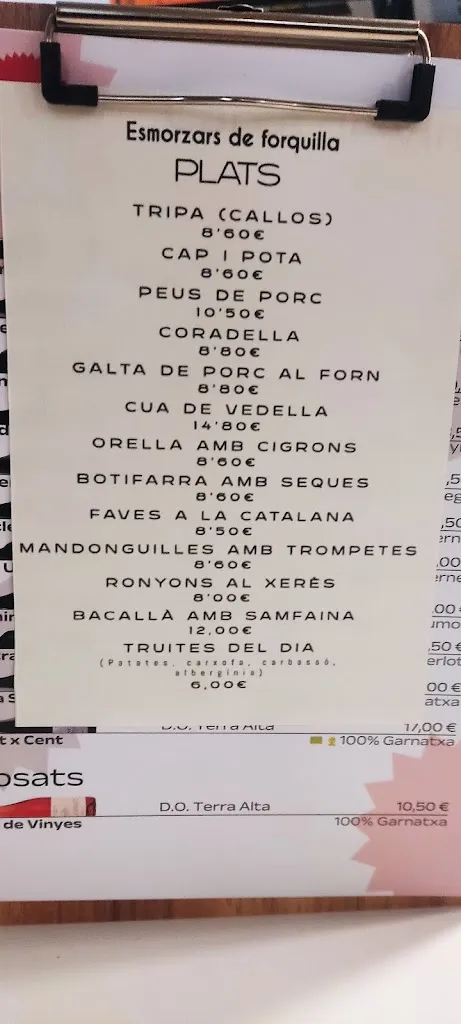 Esmorzars de forquilla
PLATS
TRIPA (CALLOS)
8'60€
CAP I POTA
8'60€
PEUS DE PORC
10'50€
CORADELLA
8'80€
GALTA DE PORC AL FORN
8'80€
CUA DE VEDELLA
14'80€
ORELLA AMB CIGRONS
8'60€
BOTIFARRA AMB SEQUES
8'60€
FAVES A LA CATALANA
8'50€
MANDONGUILLES AMB TROMPETES
8'60€
RONYONS AL XERÈS
8'00€
BACALLÀ AMB SAMFAINA
12,00€
TRUITES DEL DIA
(Patates, carxofa, carbassó,
alberginia)
6,00€
D.O. Terra Alta 17,00 €
t x Cent 100% Garnatxa
osats
D.O. Terra Alta 10,50 €
de Vinyes 100% Garnatxa